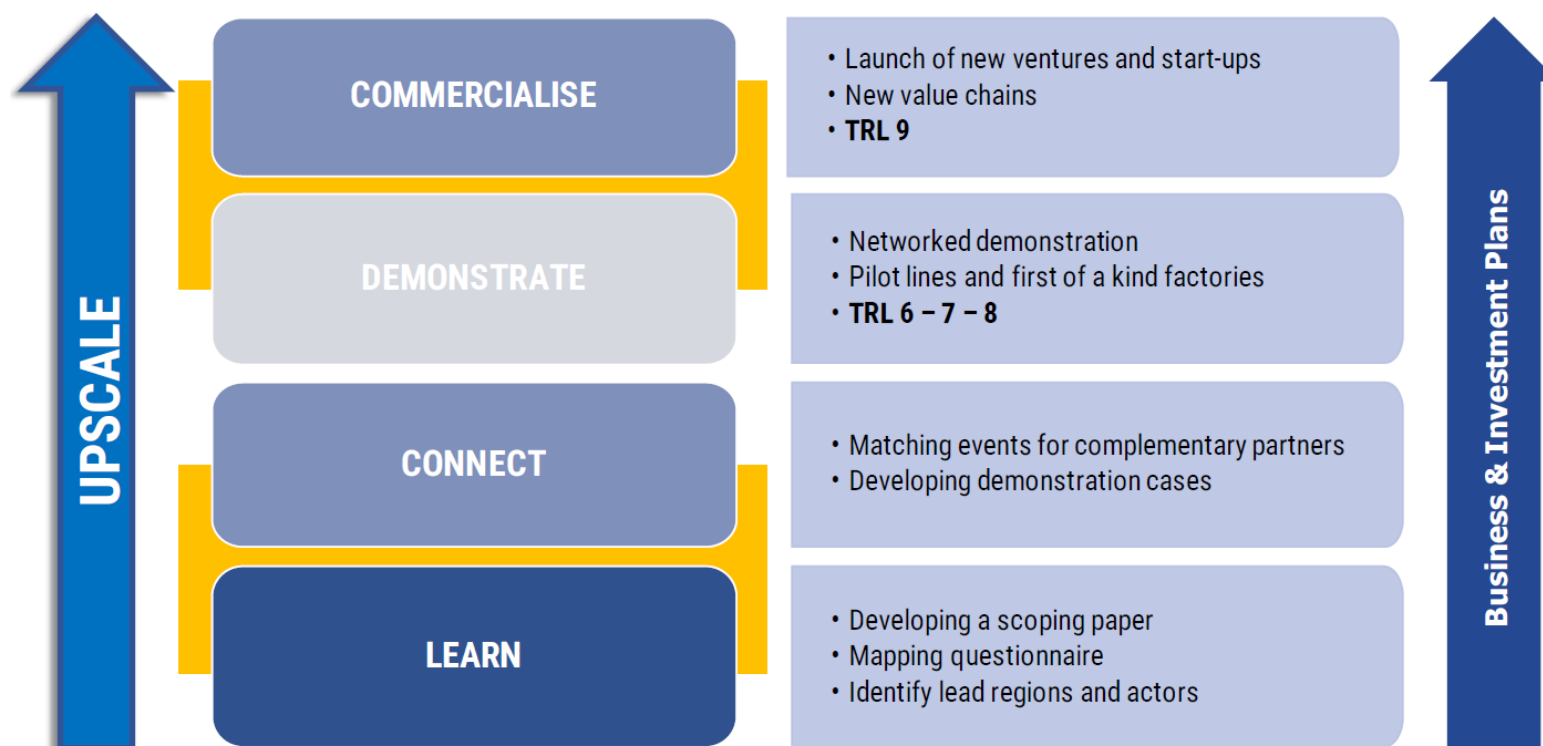 UPSCALE
COMMERCIALISE
• Launch of new ventures and start-ups
• New value chains
• TRL 9
DEMONSTRATE
• Networked demonstration
• Pilot lines and first of a kind factories
• TRL 6 – 7 – 8
CONNECT
• Matching events for complementary partners
• Developing demonstration cases
LEARN
• Developing a scoping paper
• Mapping questionnaire
• Identify lead regions and actors
Business & Investment Plans